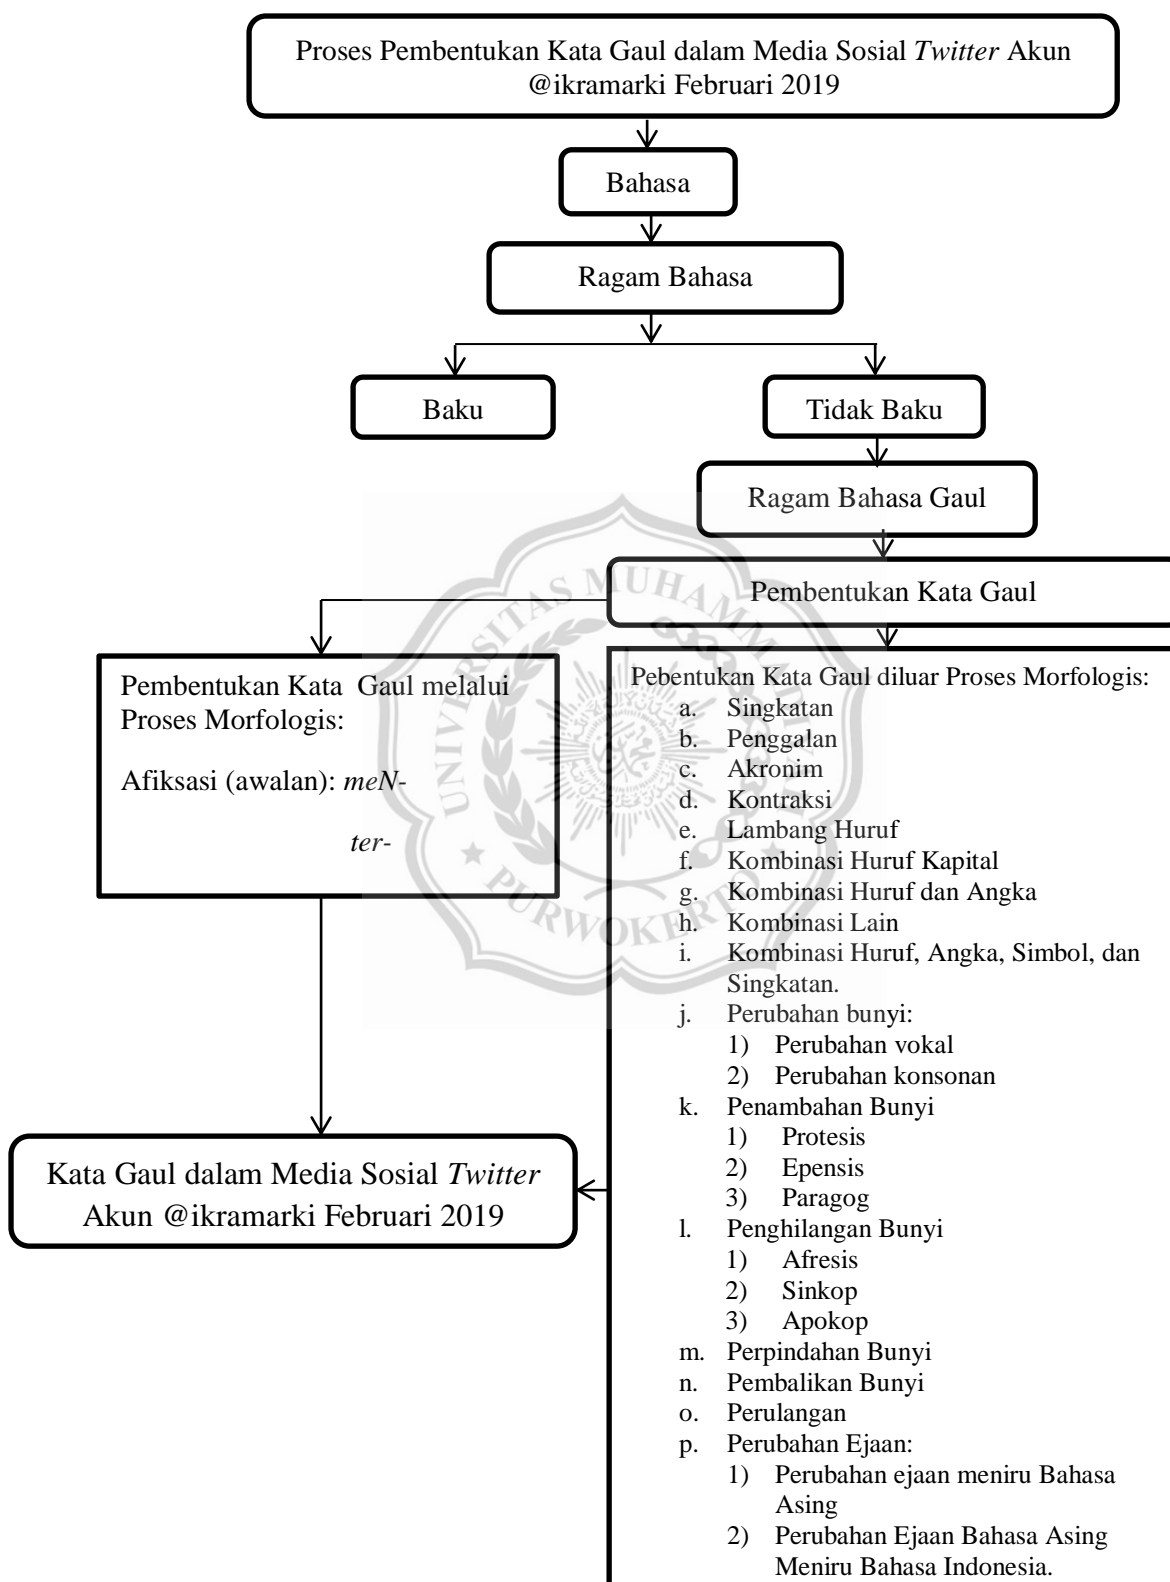 Proses Pembentukan Kata Gaul dalam Media Sosial Twitter Akun
@ikramarki Februari 2019
Bahasa
Ragam Bahasa
Baku
Tidak Baku
Ragam Bahasa Gaul
Pembentukan Kata Gaul
Pembentukan Kata Gaul melalui
Proses Morfologis:
Afiksasi (awalan): meN-
ter-
Pebentukan Kata Gaul diluar Proses Morfologis:
a. Singkatan
b. Penggalan
c. Akronim
d. Kontraksi
e. Lambang Huruf
f. Kombinasi Huruf Kapital
g. Kombinasi Huruf dan Angka
h. Kombinasi Lain
i. Kombinasi Huruf, Angka, Simbol, dan
Singkatan.
j. Perubahan bunyi:
1) Perubahan vokal
2) Perubahan konsonan
k. Penambahan Bunyi
1) Protesis
2) Epensis
3) Paragog
l. Penghilangan Bunyi
1) Afresis
2) Sinkop
3) Apokop
m. Perpindahan Bunyi
n. Pembalikan Bunyi
o. Perulangan
p. Perubahan Ejaan:
1) Perubahan ejaan meniru Bahasa
Asing
2) Perubahan Ejaan Bahasa Asing
Meniru Bahasa Indonesia.
Kata Gaul dalam Media Sosial Twitter
Akun @ikramarki Februari 2019
UNIVERSITAS MUHAMMADIYAH
PURWOKERTO